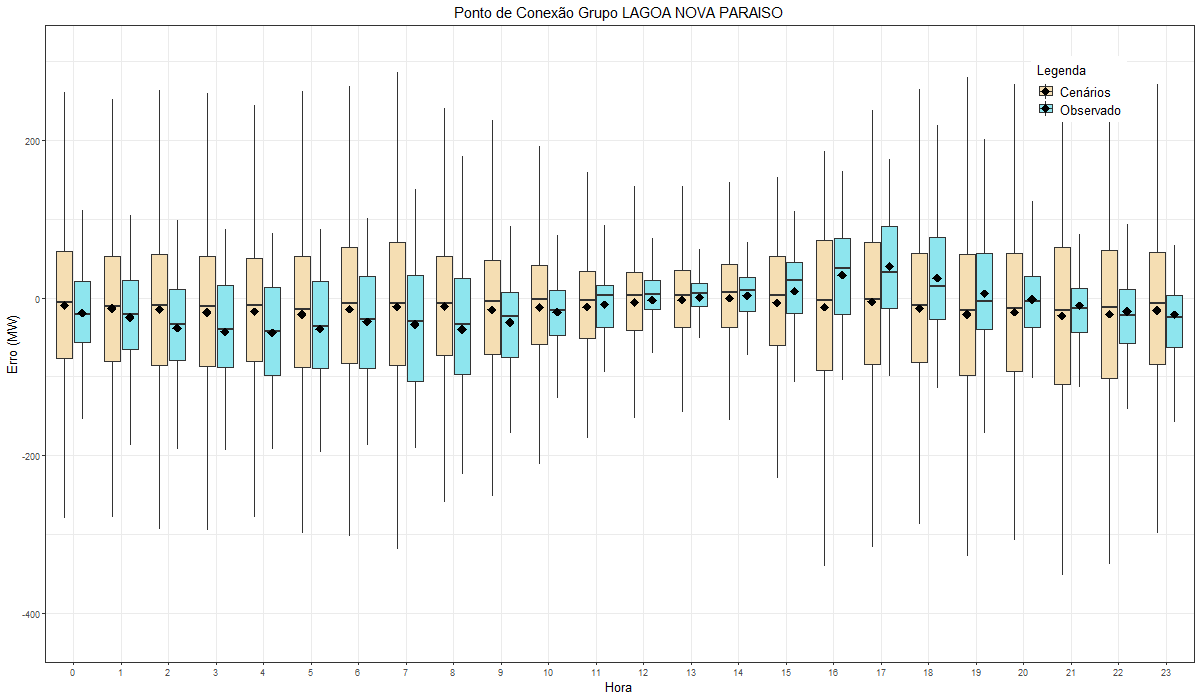 Ponto de Conexão Grupo LAGOA NOVA PARAISO
Legenda
Cenários
Observado
200
0
-200
-400
Erro (MW)
0 1 2 3 4 5 6 7 8 9 10 11 12 13 14 15 16 17 18 19 20 21 22 23
Hora